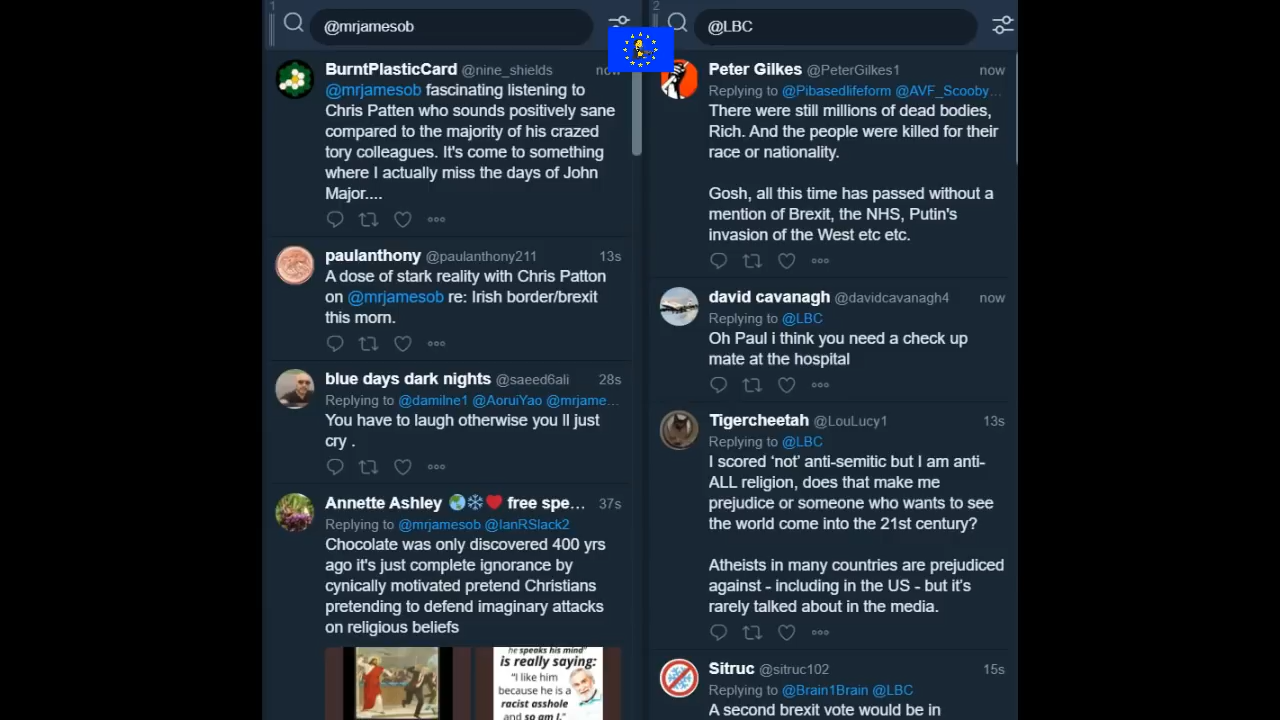 1
@mrjamesob
BurntPlasticCard @nine_shields now
@mrjamesob fascinating listening to
Chris Patten who sounds positively sane
compared to the majority of his crazed
tory colleagues. It's come to something
where I actually miss the days of John
Major....
paulanthony @paulanthony211 13s
A dose of stark reality with Chris Patton
on @mrjamesob re: Irish border/brexit
this morn.
blue days dark nights @saeed6ali 28s
Replying to @damilne1 @AoruiYao @mrjame...
You have to laugh otherwise you ll just
cry .
Annette Ashley free spe... 37s
Replying to @mrjamesob @IanRSlack2
Chocolate was only discovered 400 yrs
ago it's just complete ignorance by
cynically motivated pretend Christians
pretending to defend imaginary attacks
on religious beliefs
he speaks his mind"
is really saying:
"I like him
because he is a
racist asshole
and so am I."
2
@LBC
Peter Gilkes @PeterGilkes1 now
Replying to @Pibasedlifeform @AVF_Scooby...
There were still millions of dead bodies,
Rich. And the people were killed for their
race or nationality.
Gosh, all this time has passed without a
mention of Brexit, the NHS, Putin's
invasion of the West etc etc.
david cavanagh @davidcavanagh4 now
Replying to @LBC
Oh Paul i think you need a check up
mate at the hospital
Tigercheetah @LouLucy1 13s
Replying to @LBC
I scored ‘not’ anti-semitic but I am anti-
ALL religion, does that make me
prejudice or someone who wants to see
the world come into the 21st century?
Atheists in many countries are prejudiced
against - including in the US - but it’s
rarely talked about in the media.
Sitruc @sitruc102 15s
Replying to @Brain1Brain @LBC
A second brexit vote would be in